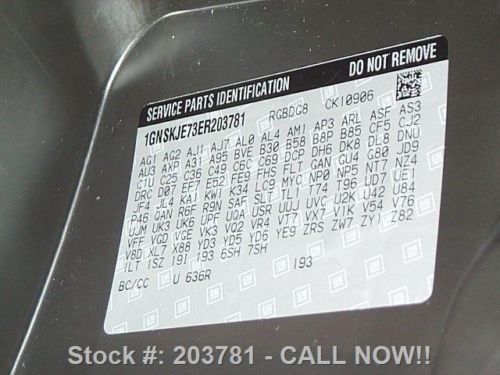 SERVICE PARTS IDENTIFICATION DO NOT REMOVE
1GNSKJE73ER203781 RGBDG8 CK10906
AG1 AG2 AJ1 AJ7 AL0 AL4 AM1 AP3 ARL ASF AS3
AU3 AXP A31 A95 BVE B30 B58 B8P B85 CF5 CJ2
CTU C25 C36 C49 C6C C69 DCP DH6 DK8 DL8 DNU
DRC D07 EF7 E52 FE9 FHS FLT GAN GU4 G80 JD9
JF4 JL4 KA1 KW1 K34 LC9 MYC NP0 NP5 NT7 NZ4
P46 QAN R6F R9N SAF SLT TL1 T74 T96 UD7 UE1
UJM UK3 UK6 UPF UQA USR UUJ UVC U2K U42 U84
VFF VGD VGE VK3 VQ2 VR4 VT7 VX7 V1K V54 V76
V8D XL7 X88 YD3 YD5 YD6 YE9 ZRS ZW7 ZY1 Z82
1LT 1SZ 19I 193 6SH 7SH
BC/CC U 636R 193
GM
Stock #: 203781 - CALL NOW!!